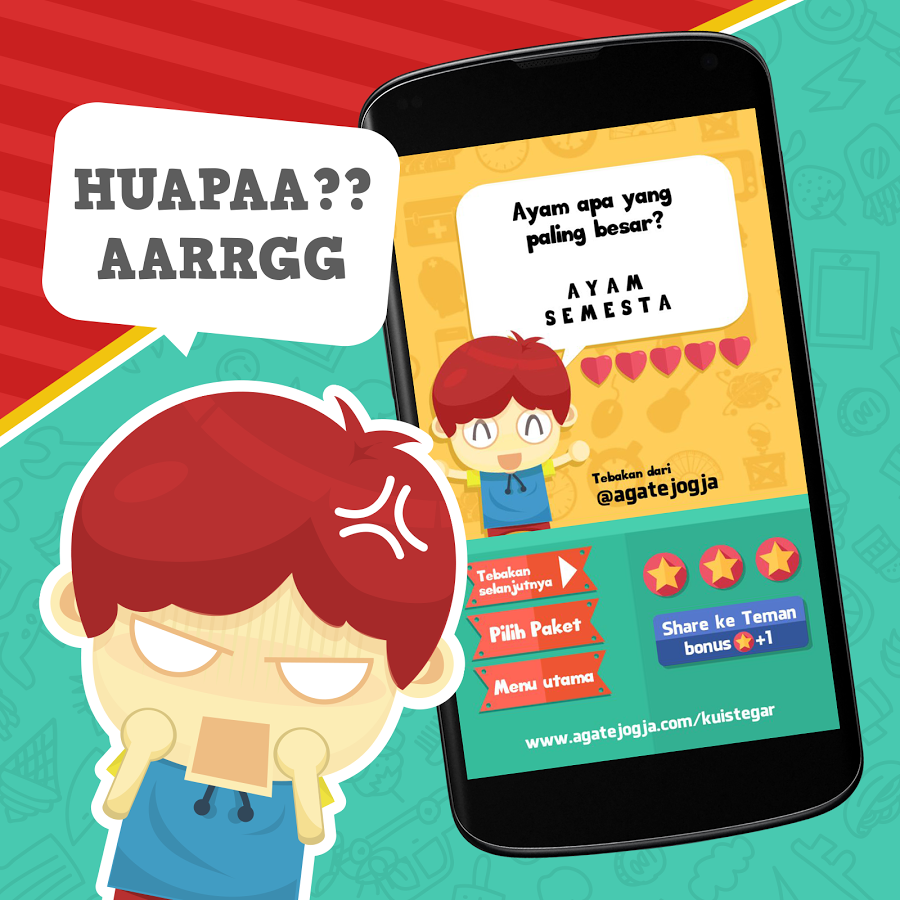 HUAPAA??
AARRGG
Ayam apa yang
paling besar?
AYAM
SEMESTA
Tebakan dari
@agatejogja
Tebakan
selanjutnya
Pilih Paket
Menu utama
Share ke Teman
bonus +1
www.agatejogja.com/kuistegar